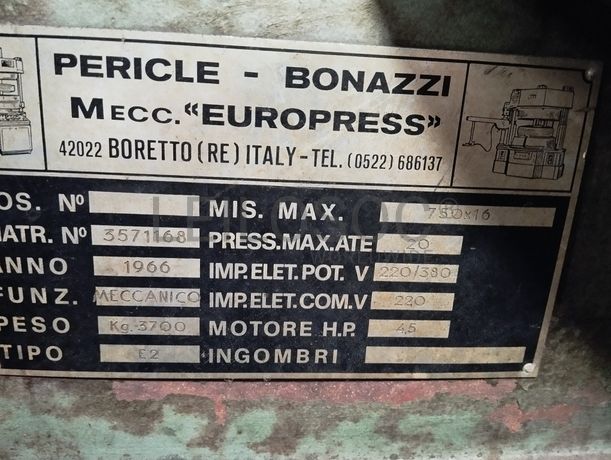 PERICLE - BONAZZI
MECC. “EUROPRESS”
42022 BORETTO (RE) ITALY - TEL. (0522) 686137
OS. Nº MIS. MAX. 750x16
MATR. Nº 3571168 PRESS.MAX.ATE 20
ANNO 1966 IMP.ELET.POT. V 220/380
FUNZ. MECCANICO IMP.ELET.COM.V 220
PESO Kg.3700 MOTORE H.P. 4,5
TIPO E2 INGOMBRI